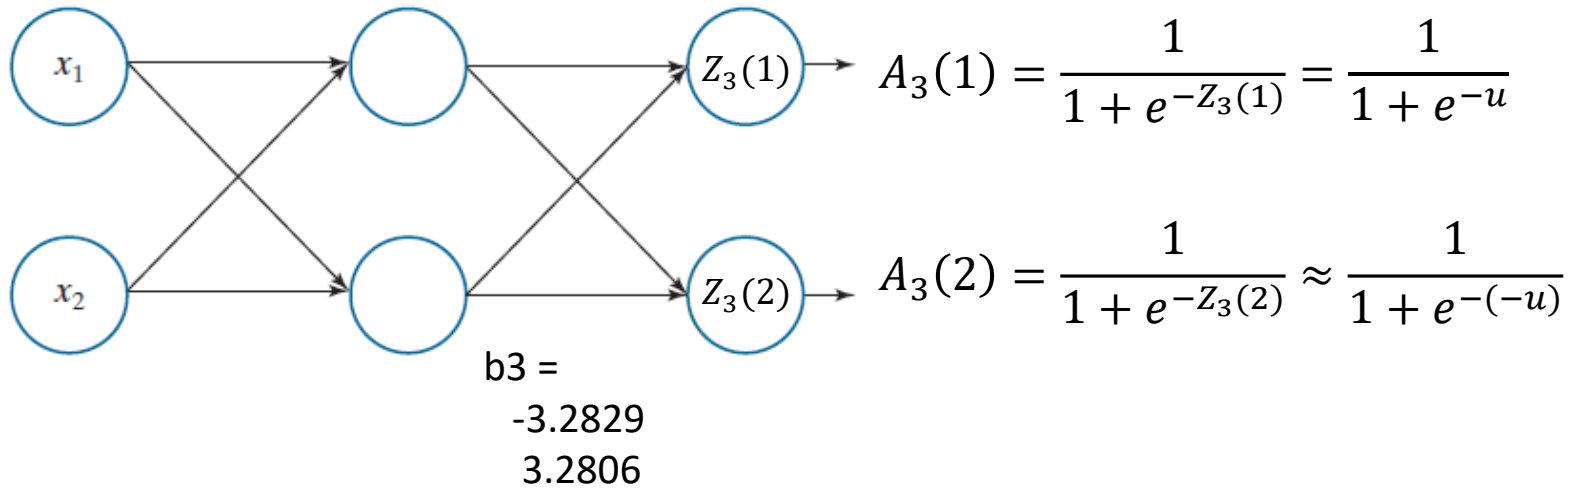 x₁
Z₃(1)
A₃(1) = 1 / (1 + e^{−Z₃(1)}) = 1 / (1 + e^{−u})
x₂
Z₃(2)
A₃(2) = 1 / (1 + e^{−Z₃(2)}) ≈ 1 / (1 + e^{−(−u)})
b3 =
-3.2829
3.2806